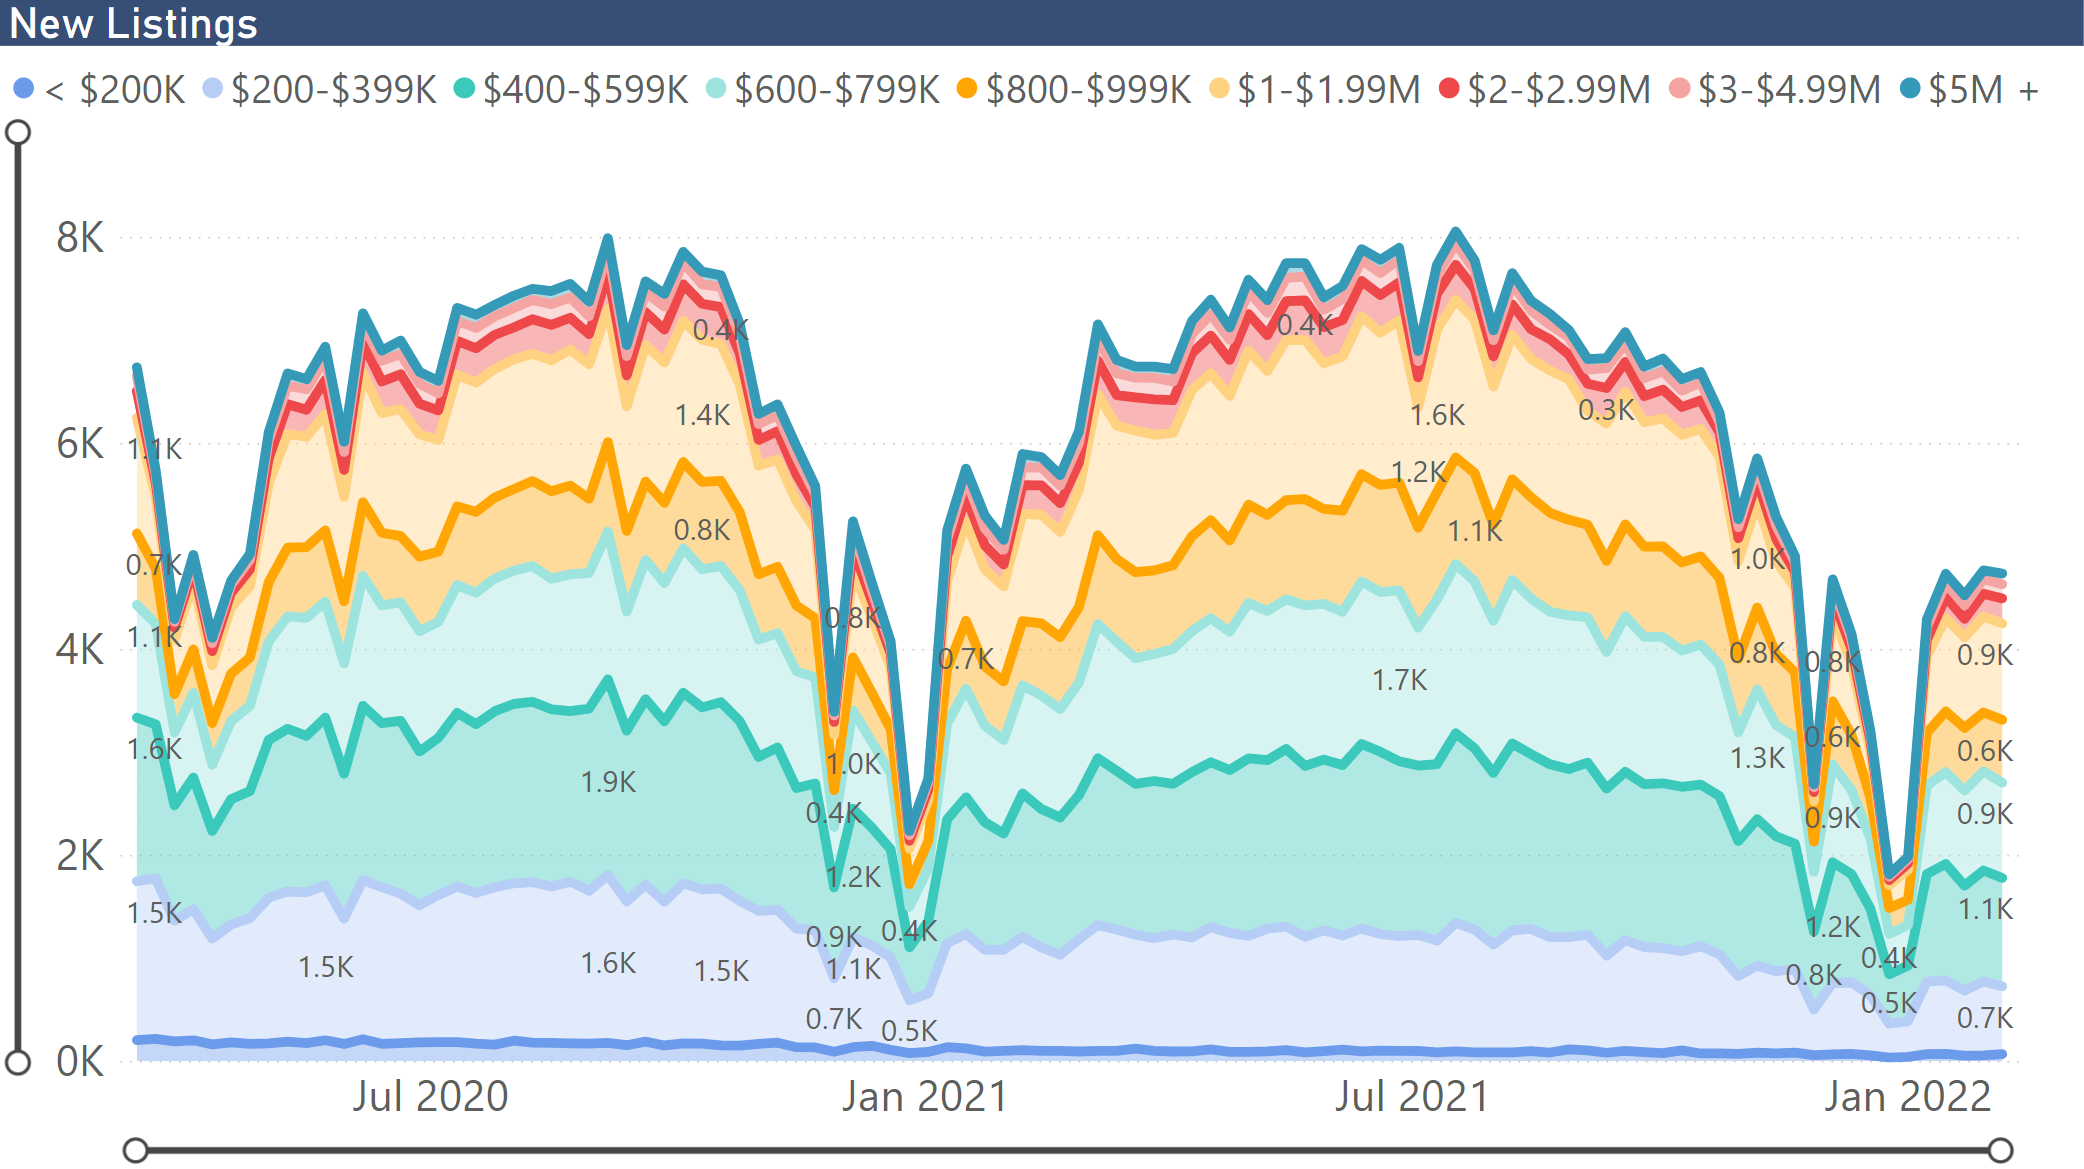 New Listings
< $200K $200-$399K $400-$599K $600-$799K $800-$999K $1-$1.99M $2-$2.99M $3-$4.99M $5M +
8K
6K
4K
2K
0K
0.4K 0.4K
1.4K 1.6K 0.3K
1.1K
1.2K
0.8K 1.1K
0.7K 1.0K
0.8K
1.1K 0.7K 0.8K 0.8K 0.9K
1.7K
1.6K 1.0K 0.6K 0.6K
1.3K
1.9K
0.4K 0.9K 0.9K
1.2K
1.5K 1.1K
0.9K 0.4K 1.2K
1.5K 1.6K 1.5K 1.1K 0.8K 0.4K
0.7K 0.5K 0.5K 0.7K
Jul 2020 Jan 2021 Jul 2021 Jan 2022